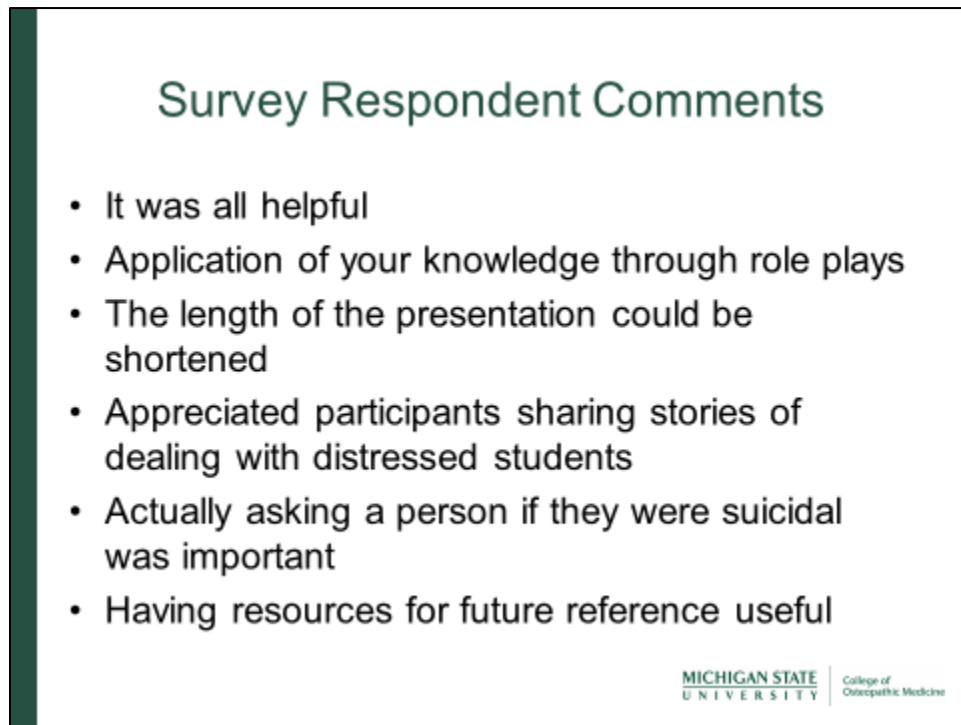 Survey Respondent Comments
• It was all helpful
• Application of your knowledge through role plays
• The length of the presentation could be
shortened
• Appreciated participants sharing stories of
dealing with distressed students
• Actually asking a person if they were suicidal
was important
• Having resources for future reference useful
MICHIGAN STATE
UNIVERSITY
College of
Osteopathic Medicine